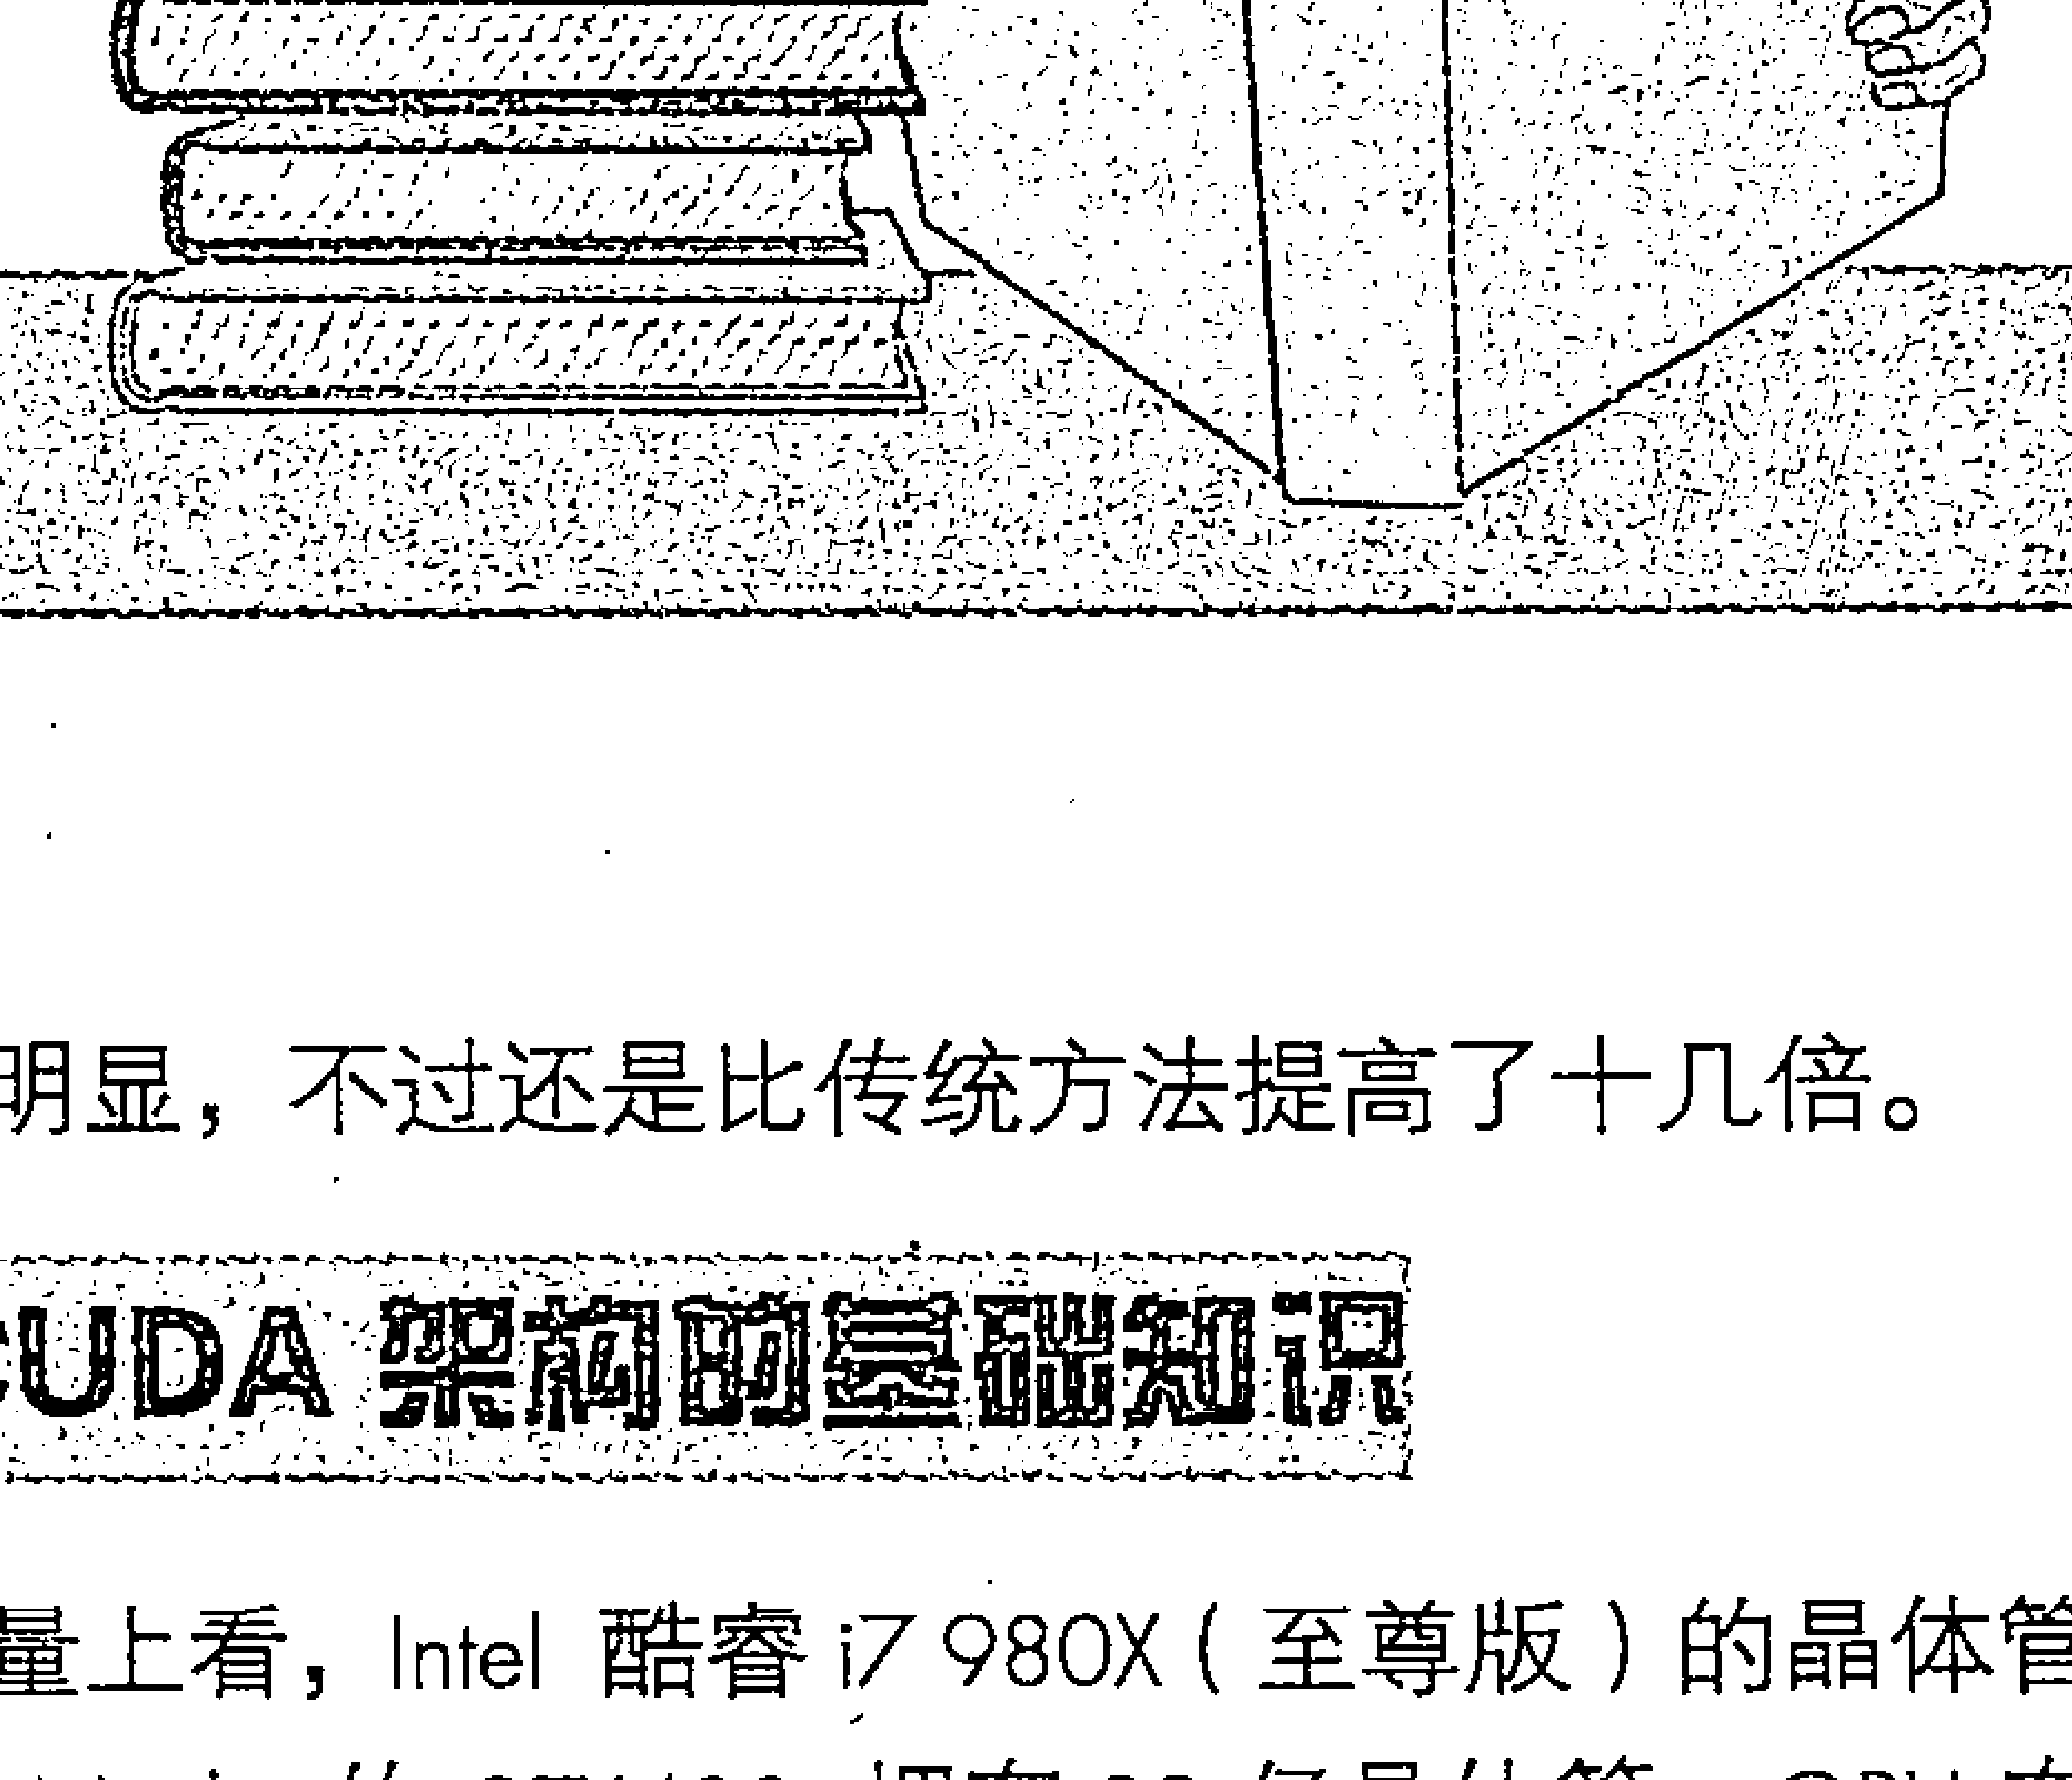 明显，不过还是比传统方法提高了十几倍。
CUDA 架构的基础知识
量上看，Intel 酷睿 i7 980X（至尊版）的晶体管